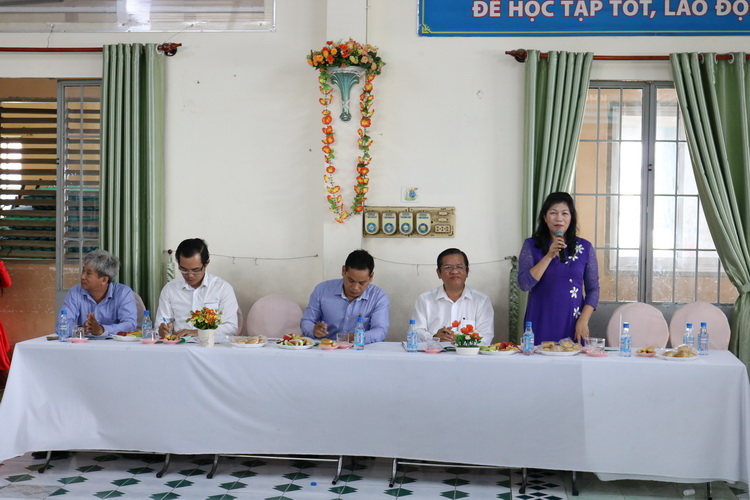 ĐỂ HỌC TẬP TỐT, LAO ĐỘ